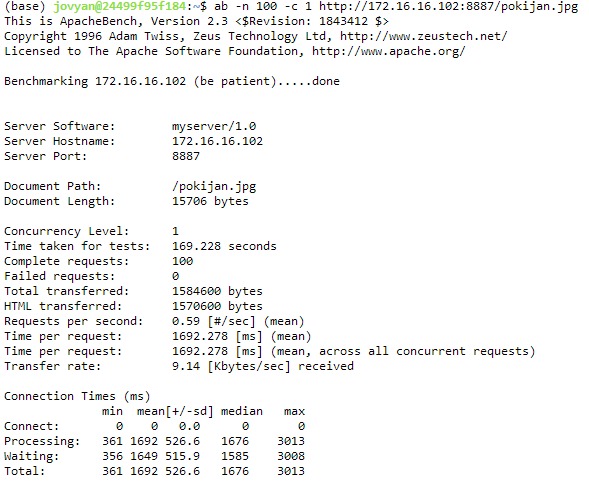 (base) jovyan@24499f95f184:~$ ab -n 100 -c 1 http://172.16.16.102:8887/pokijan.jpg
This is ApacheBench, Version 2.3 <$Revision: 1843412 $>
Copyright 1996 Adam Twiss, Zeus Technology Ltd, http://www.zeustech.net/
Licensed to The Apache Software Foundation, http://www.apache.org/

Benchmarking 172.16.16.102 (be patient).....done


Server Software:        myserver/1.0
Server Hostname:        172.16.16.102
Server Port:            8887

Document Path:          /pokijan.jpg
Document Length:        15706 bytes

Concurrency Level:      1
Time taken for tests:   169.228 seconds
Complete requests:      100
Failed requests:        0
Total transferred:      1584600 bytes
HTML transferred:       1570600 bytes
Requests per second:    0.59 [#/sec] (mean)
Time per request:       1692.278 [ms] (mean)
Time per request:       1692.278 [ms] (mean, across all concurrent requests)
Transfer rate:          9.14 [Kbytes/sec] received

Connection Times (ms)
              min  mean[+/-sd] median   max
Connect:        0    0   0.0      0       0
Processing:   361 1692 526.6   1676    3013
Waiting:      356 1649 515.9   1585    3008
Total:        361 1692 526.6   1676    3013